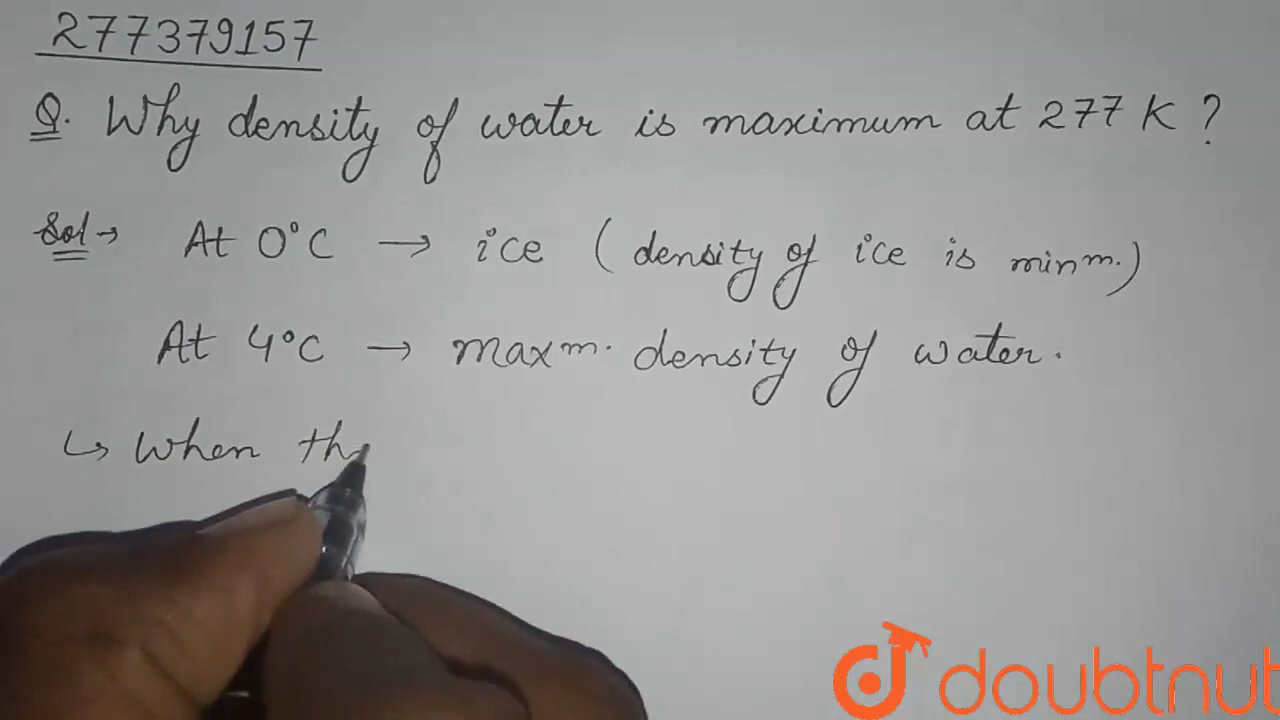 277379157
Q. Why density of water is maximum at 277 K ?
Sol → At 0°C → ice ( density of ice is minm. )
At 4°C → maxm. density of water.
↳ When th
doubtnut